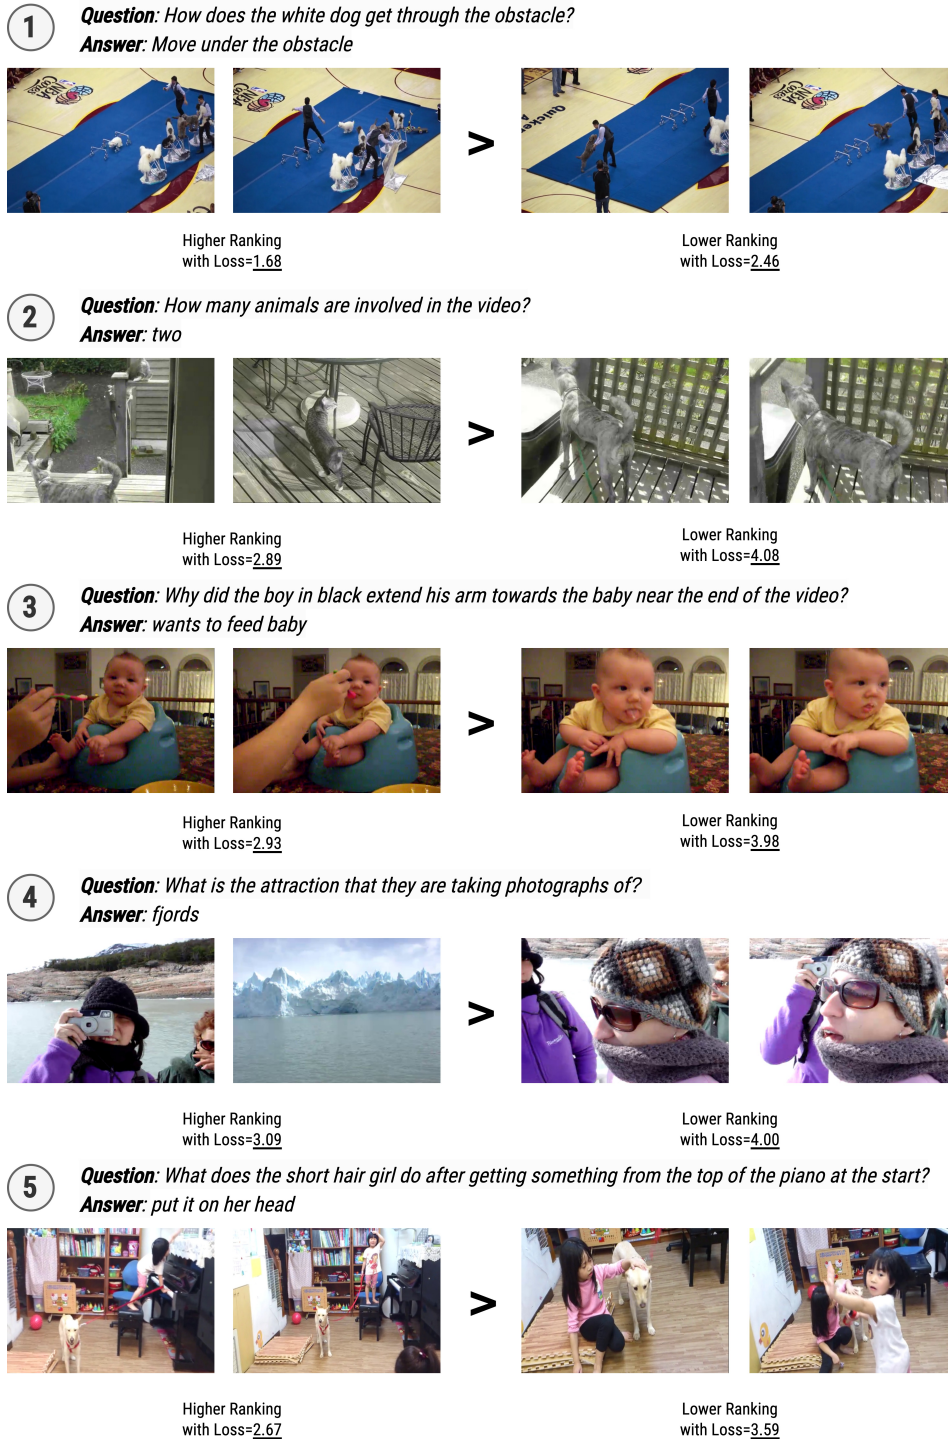 1
Question: How does the white dog get through the obstacle?
Answer: Move under the obstacle
NBA
Cares
NBA
Cares
>
Quicken
A
Higher Ranking
with Loss=1.68
Lower Ranking
with Loss=2.46
2
Question: How many animals are involved in the video?
Answer: two
>
Higher Ranking
with Loss=2.89
Lower Ranking
with Loss=4.08
3
Question: Why did the boy in black extend his arm towards the baby near the end of the video?
Answer: wants to feed baby
>
Higher Ranking
with Loss=2.93
Lower Ranking
with Loss=3.98
4
Question: What is the attraction that they are taking photographs of?
Answer: fjords
>
Higher Ranking
with Loss=3.09
Lower Ranking
with Loss=4.00
5
Question: What does the short hair girl do after getting something from the top of the piano at the start?
Answer: put it on her head
>
Higher Ranking
with Loss=2.67
Lower Ranking
with Loss=3.59